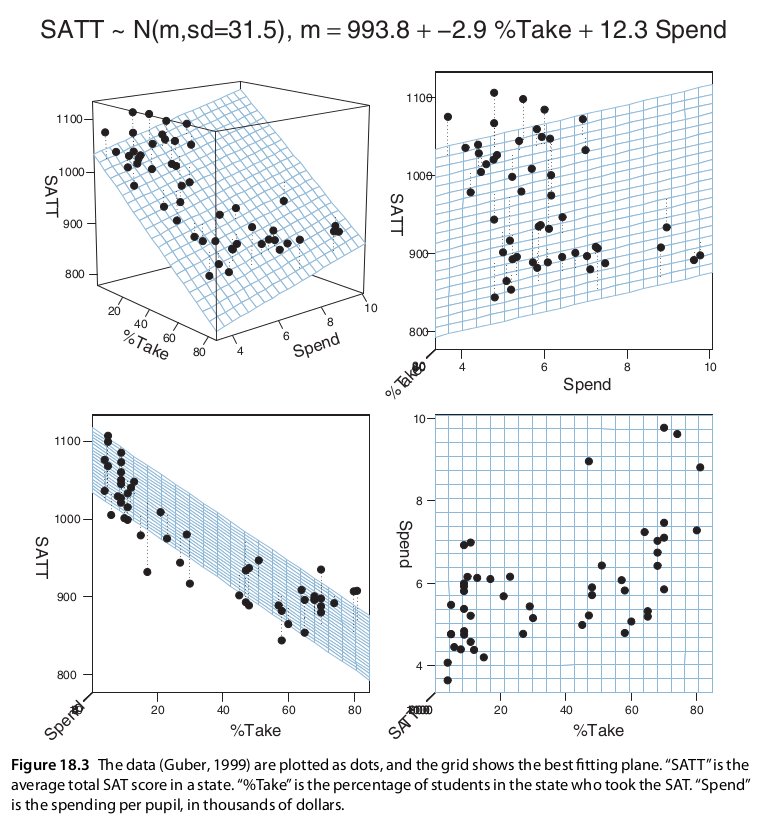 SATT ~ N(m,sd=31.5), m = 993.8 + −2.9 %Take + 12.3 Spend
1100
1000
900
800
SATT
20
40
60
80
%Take
4
6
8
10
Spend
1100
1000
900
800
SATT
%Take
4
6
8
10
Spend
1100
1000
900
800
SATT
Spend
20
40
60
80
%Take
10
8
6
4
Spend
SATT
20
40
60
80
%Take
Figure 18.3 The data (Guber, 1999) are plotted as dots, and the grid shows the best fitting plane. “SATT” is the
average total SAT score in a state. “%Take” is the percentage of students in the state who took the SAT. “Spend”
is the spending per pupil, in thousands of dollars.